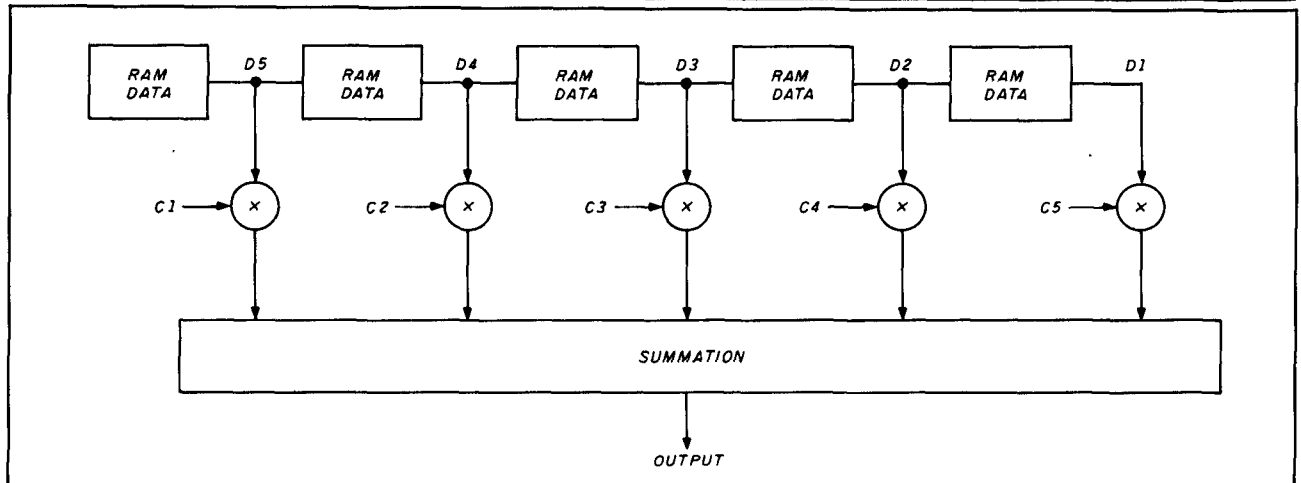 D5 D4 D3 D2 D1
RAM DATA RAM DATA RAM DATA RAM DATA RAM DATA
C1 × C2 × C3 × C4 × C5 ×
SUMMATION
OUTPUT